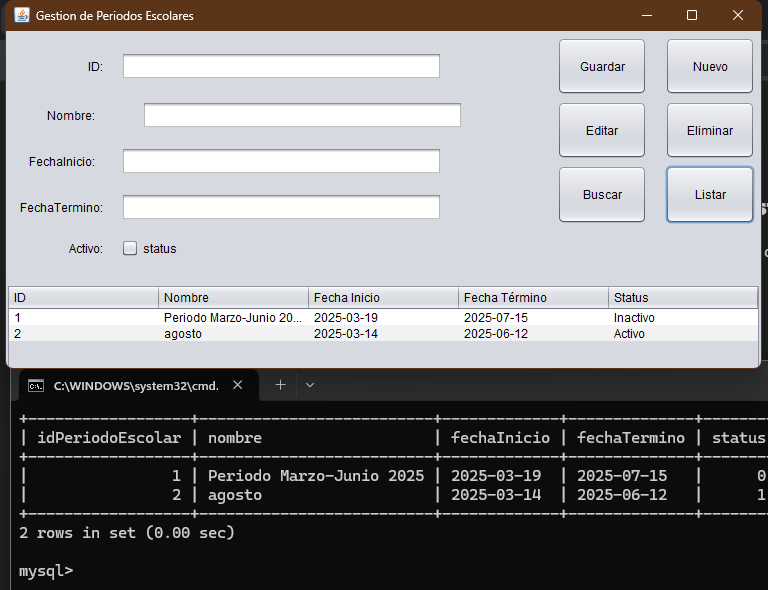 Gestion de Periodos Escolares
ID:
Guardar Nuevo
Nombre:
Editar Eliminar
FechaInicio:
Buscar Listar
FechaTermino:
Activo: status
ID Nombre Fecha Inicio Fecha Término Status
1 Periodo Marzo-Junio 20... 2025-03-19 2025-07-15 Inactivo
2 agosto 2025-03-14 2025-06-12 Activo
C:\WINDOWS\system32\cmd.
+------------------+-------------------------+-------------+--------------+-------
| idPeriodoEscolar | nombre | fechaInicio | fechaTermino | status
+------------------+-------------------------+-------------+--------------+-------
| 1 | Periodo Marzo-Junio 2025 | 2025-03-19 | 2025-07-15 | 0
| 2 | agosto | 2025-03-14 | 2025-06-12 | 1
+------------------+-------------------------+-------------+--------------+-------
2 rows in set (0.00 sec)
mysql>